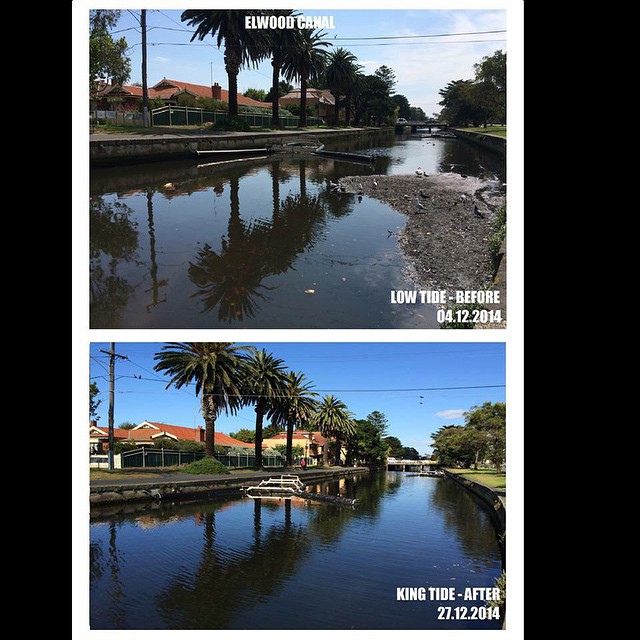 ELWOOD CANAL
LOW TIDE - BEFORE
04.12.2014
KING TIDE - AFTER
27.12.2014